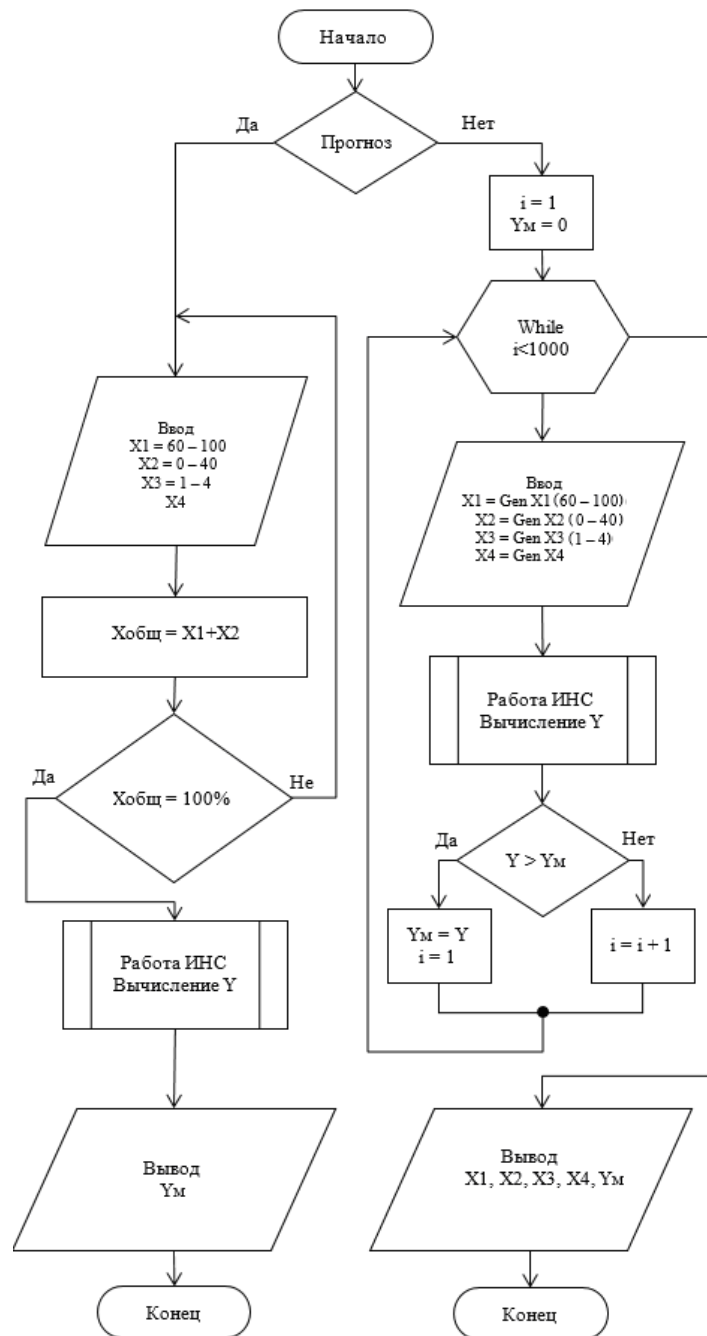 Начало
Прогноз
Да
Нет
i = 1
Yм = 0
While
i<1000
Ввод
X1 = 60 – 100
X2 = 0 – 40
X3 = 1 – 4
X4
Ввод
X1 = Gen X1 (60 – 100)
X2 = Gen X2 (0 – 40)
X3 = Gen X3 (1 – 4)
X4 = Gen X4
Xобщ = X1+X2
Работа ИНС
Вычисление Y
Да
Не
Xобщ = 100%
Да
Нет
Y > Yм
Yм = Y
i = 1
i = i + 1
Работа ИНС
Вычисление Y
Вывод
Yм
Вывод
X1, X2, X3, X4, Yм
Конец
Конец